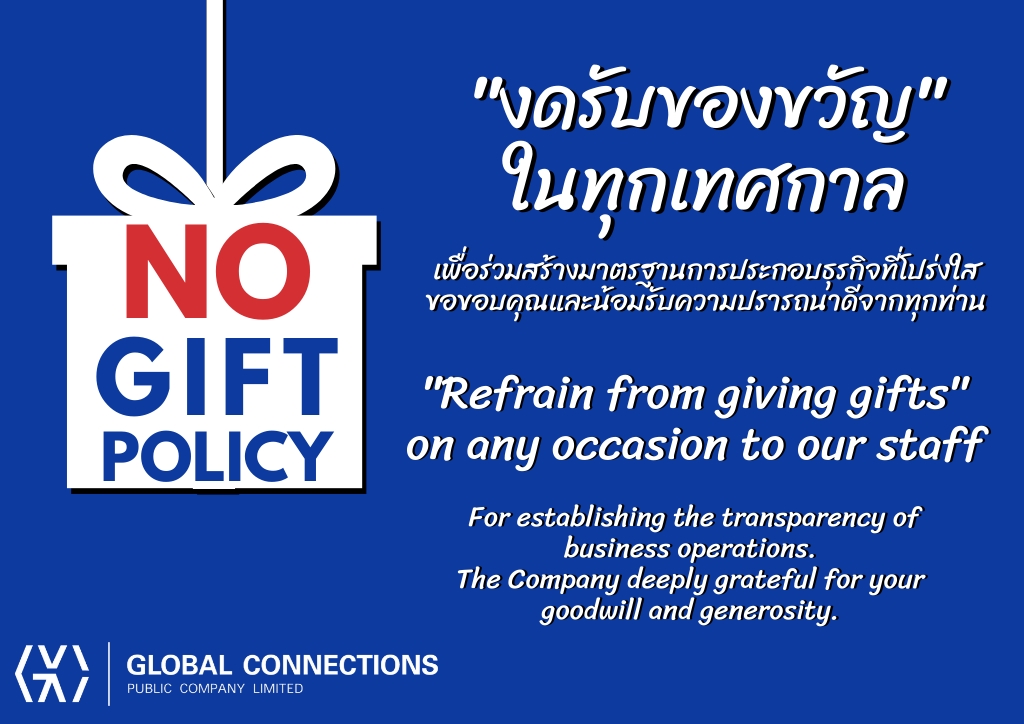 NO
GIFT
POLICY
"งดรับของขวัญ"
ในทุกเทศกาล
เพื่อร่วมสร้างมาตรฐานการประกอบธุรกิจที่โปร่งใส
ขอขอบคุณและน้อมรับความปรารถนาดีจากทุกท่าน
"Refrain from giving gifts"
on any occasion to our staff
For establishing the transparency of
business operations.
The Company deeply grateful for your
goodwill and generosity.
GLOBAL CONNECTIONS
PUBLIC COMPANY LIMITED